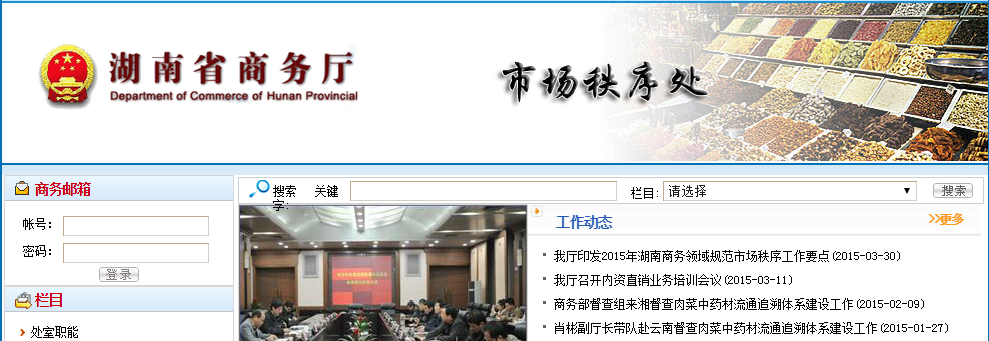 湖南省商务厅
Department of Commerce of Hunan Provincial
市场秩序处
商务邮箱
帐号：
密码：
登录
栏目
处室职能
搜索 关键字：
栏目: 请选择 搜索
工作动态 更多
我厅印发2015年湖南商务领域规范市场秩序工作要点(2015-03-30)
我厅召开内资直销业务培训会议(2015-03-11)
商务部督查组来湘督查肉菜中药材流通追溯体系建设工作(2015-02-09)
肖彬副厅长带队赴云南督查肉菜中药材流通追溯体系建设工作(2015-01-27)